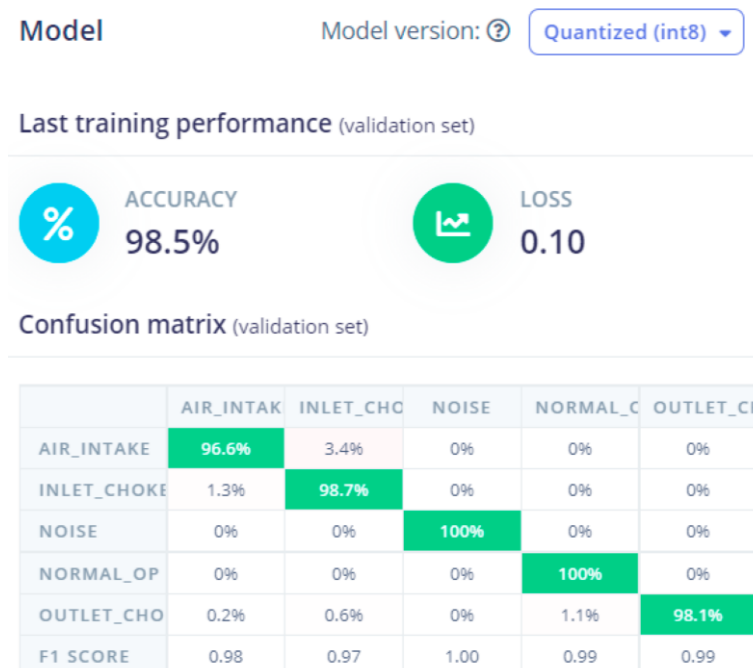 Model Model version: ? Quantized (int8)
Last training performance (validation set)
% ACCURACY LOSS
98.5% 0.10
Confusion matrix (validation set)
AIR_INTAK INLET_CHO NOISE NORMAL_C OUTLET_C
AIR_INTAKE 96.6% 3.4% 0% 0% 0%
INLET_CHOKE 1.3% 98.7% 0% 0% 0%
NOISE 0% 0% 100% 0% 0%
NORMAL_OP 0% 0% 0% 100% 0%
OUTLET_CHO 0.2% 0.6% 0% 1.1% 98.1%
F1 SCORE 0.98 0.97 1.00 0.99 0.99